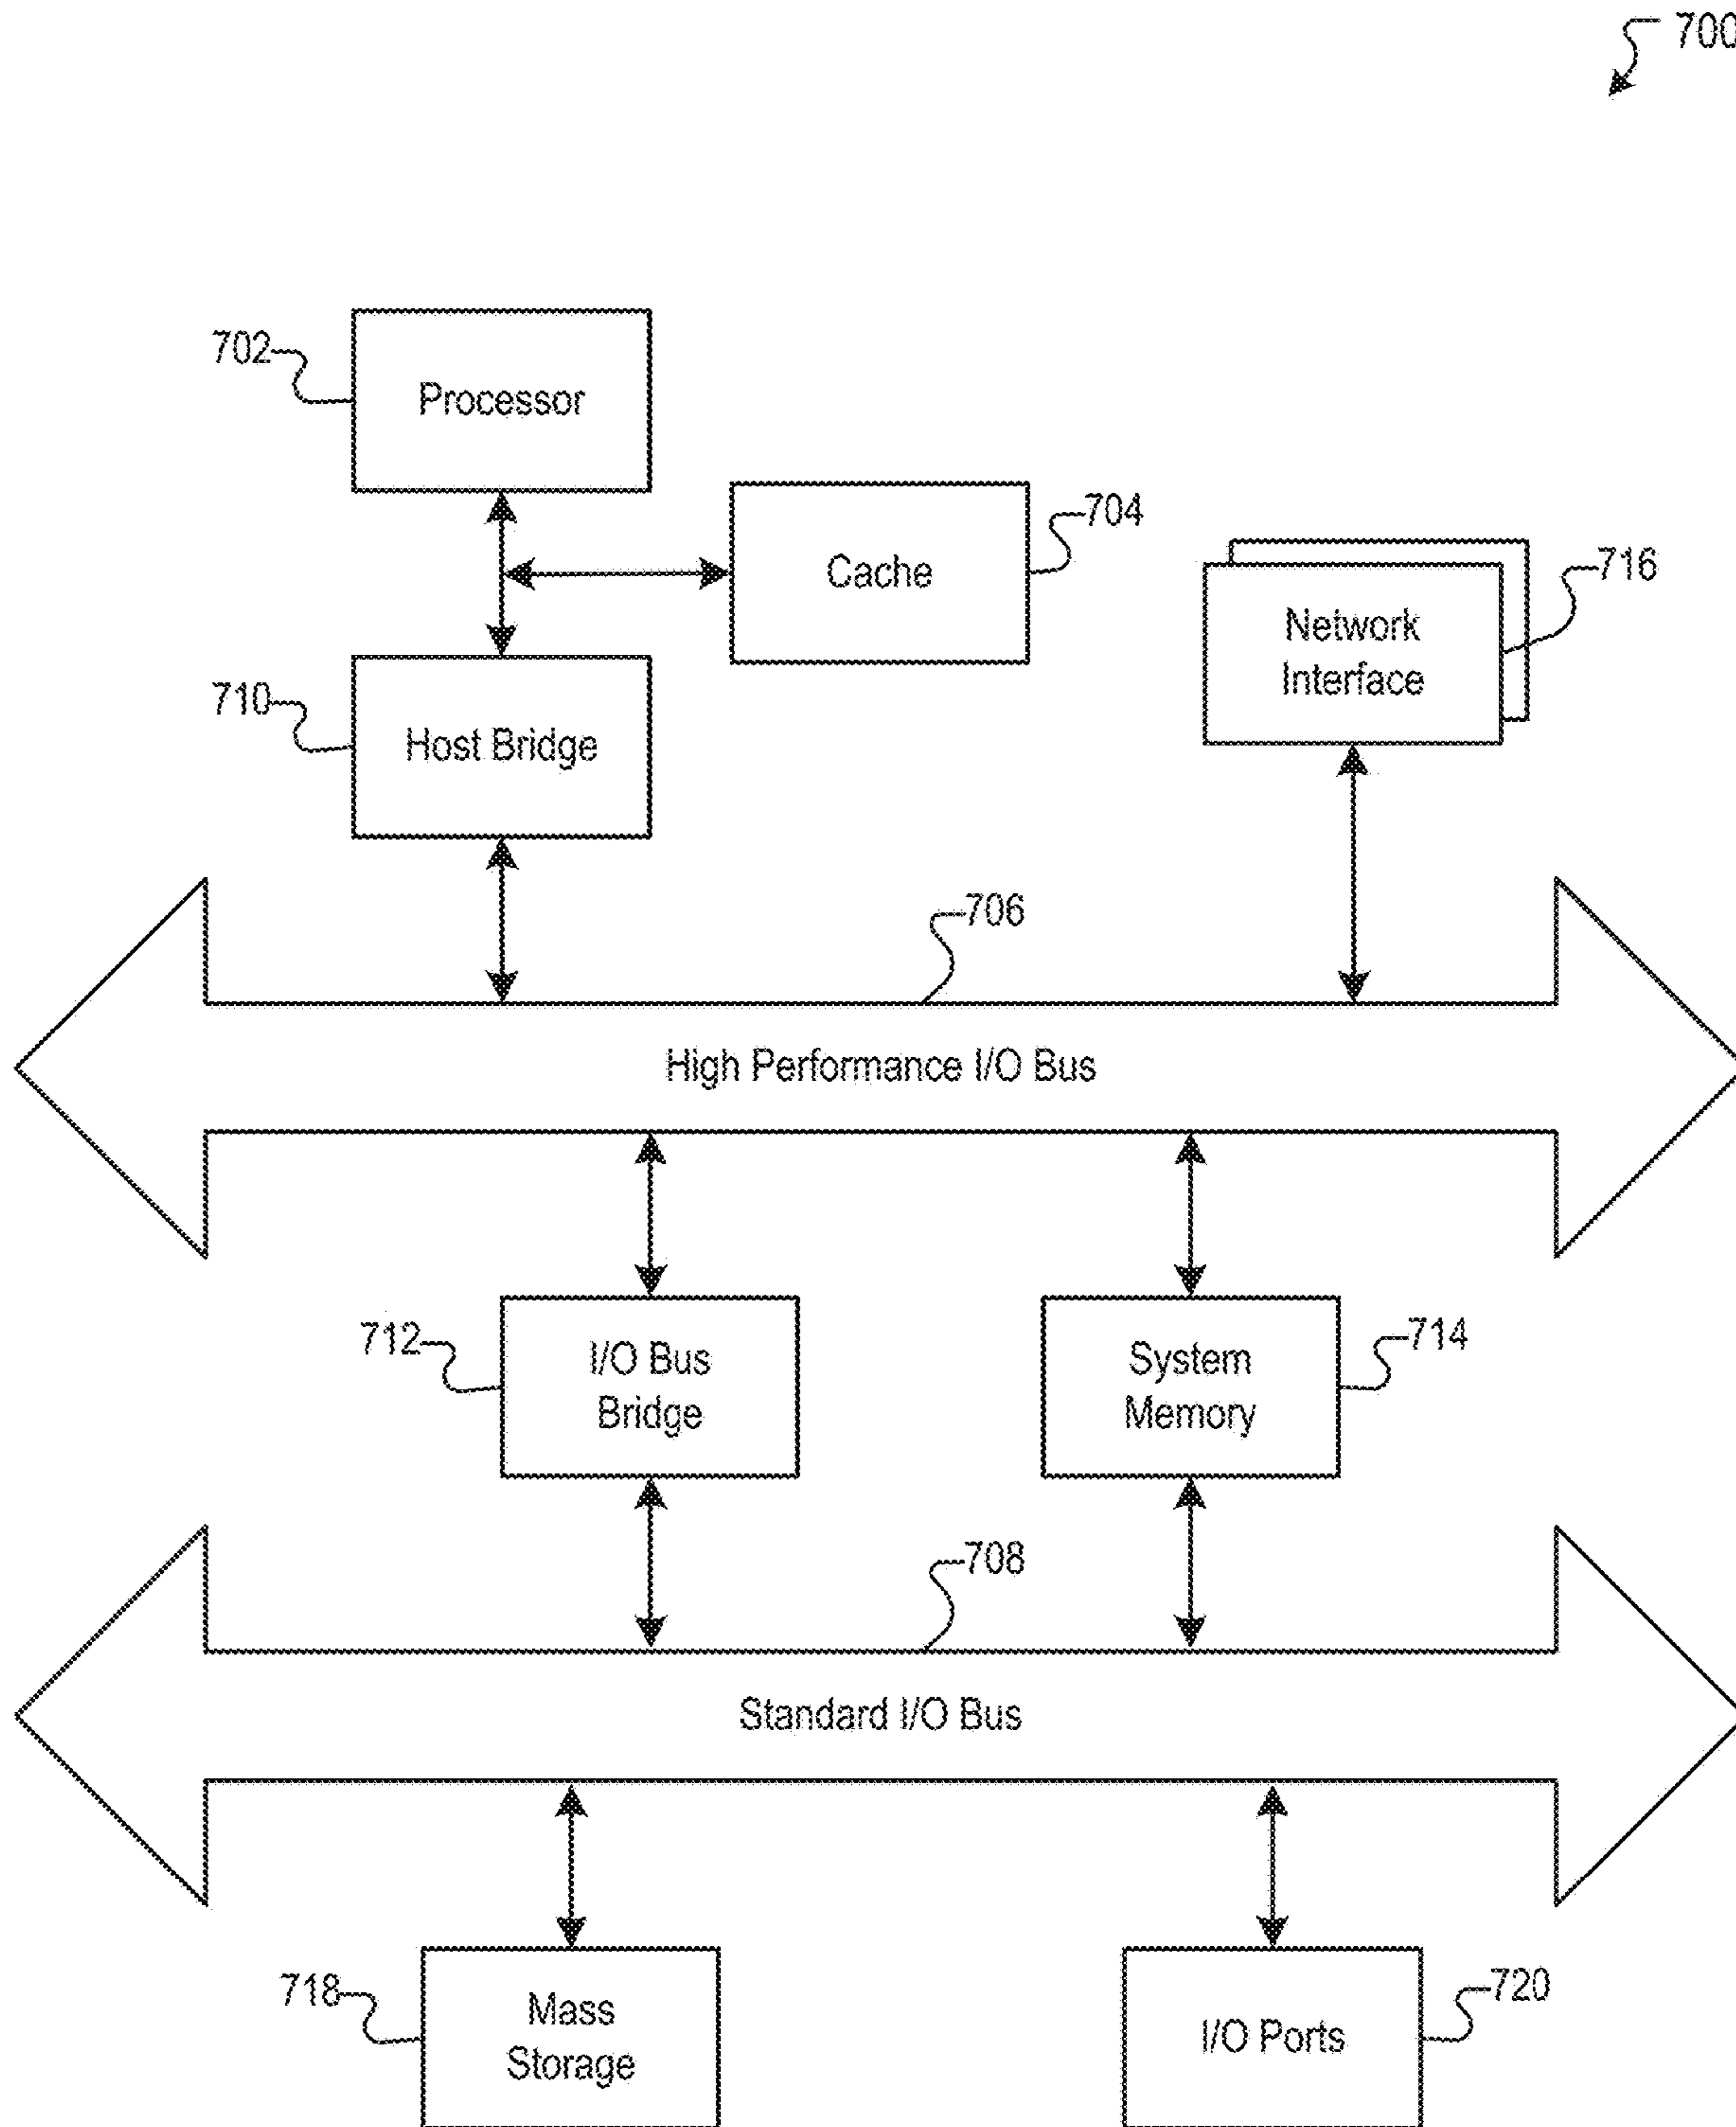 700
702
Processor
704
Cache
716
Network
Interface
710
Host Bridge
706
High Performance I/O Bus
712
I/O Bus
Bridge
714
System
Memory
708
Standard I/O Bus
718
Mass
Storage
720
I/O Ports